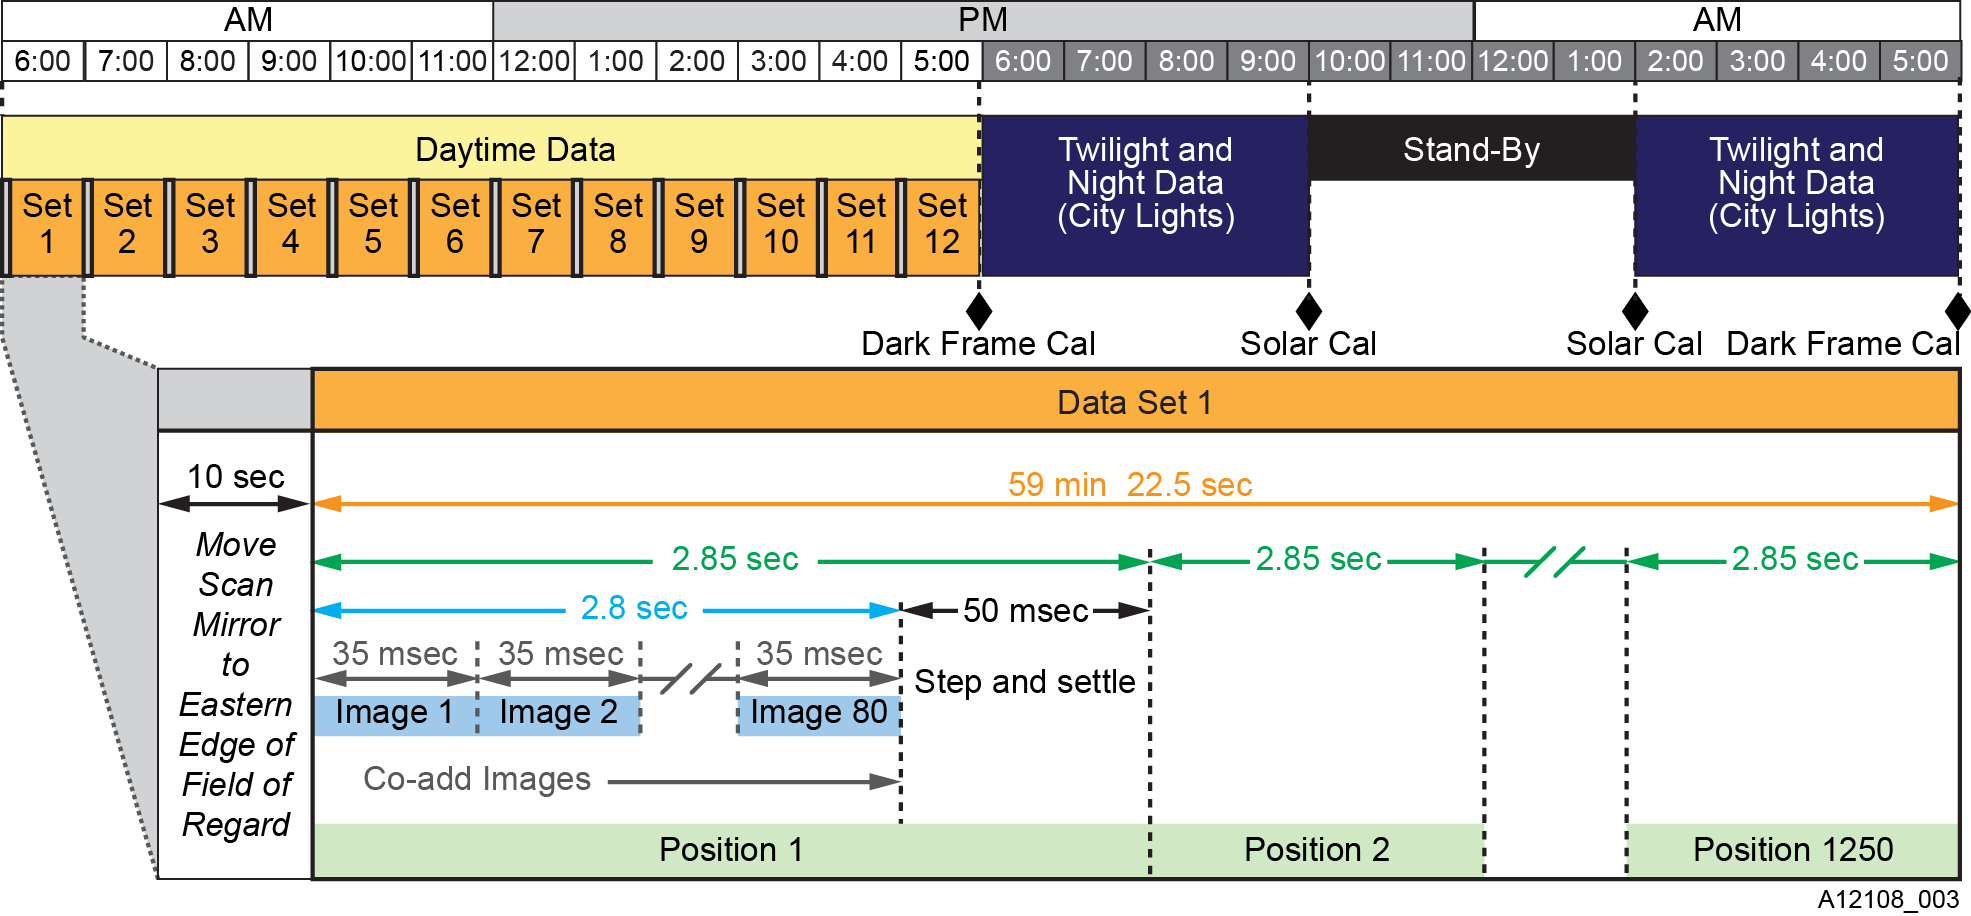 AM PM AM
6:00 7:00 8:00 9:00 10:00 11:00 12:00 1:00 2:00 3:00 4:00 5:00 6:00 7:00 8:00 9:00 10:00 11:00 12:00 1:00 2:00 3:00 4:00 5:00
Daytime Data
Set 1
Set 2
Set 3
Set 4
Set 5
Set 6
Set 7
Set 8
Set 9
Set 10
Set 11
Set 12
Twilight and
Night Data
(City Lights)
Stand-By
Twilight and
Night Data
(City Lights)
Dark Frame Cal
Solar Cal
Solar Cal
Dark Frame Cal
Data Set 1
10 sec
Move
Scan
Mirror
to
Eastern
Edge of
Field of
Regard
59 min 22.5 sec
2.85 sec 2.85 sec 2.85 sec
2.8 sec 50 msec
35 msec 35 msec 35 msec
Step and settle
Image 1 Image 2 Image 80
Co-add Images
Position 1 Position 2 Position 1250
A12108_003